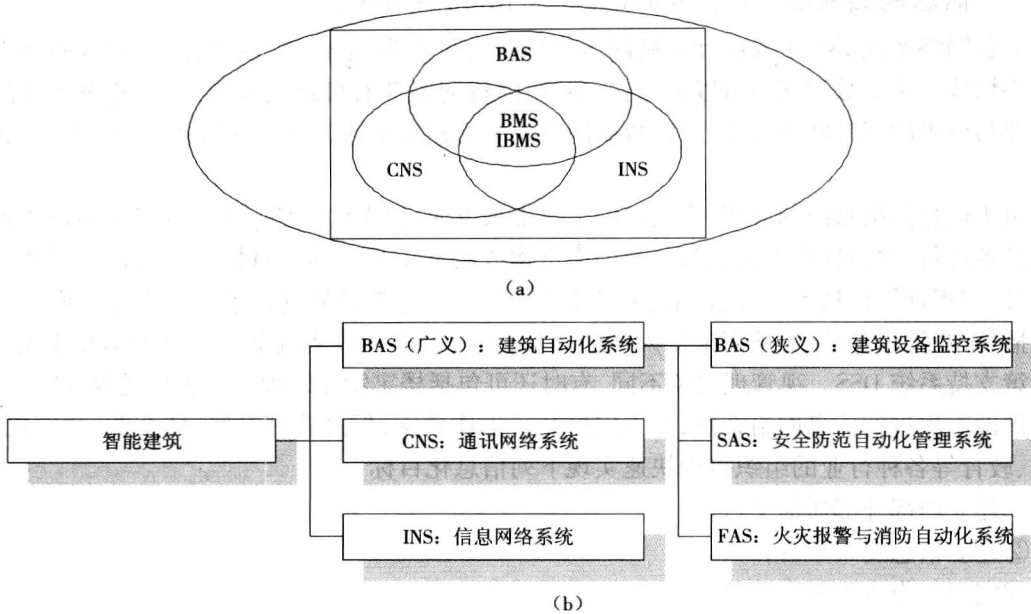 BAS
BMS
IBMS
CNS
INS
(a)
BAS（广义）：建筑自动化系统
BAS（狭义）：建筑设备监控系统
智能建筑
CNS：通讯网络系统
SAS：安全防范自动化管理系统
INS：信息网络系统
FAS：火灾报警与消防自动化系统
(b)